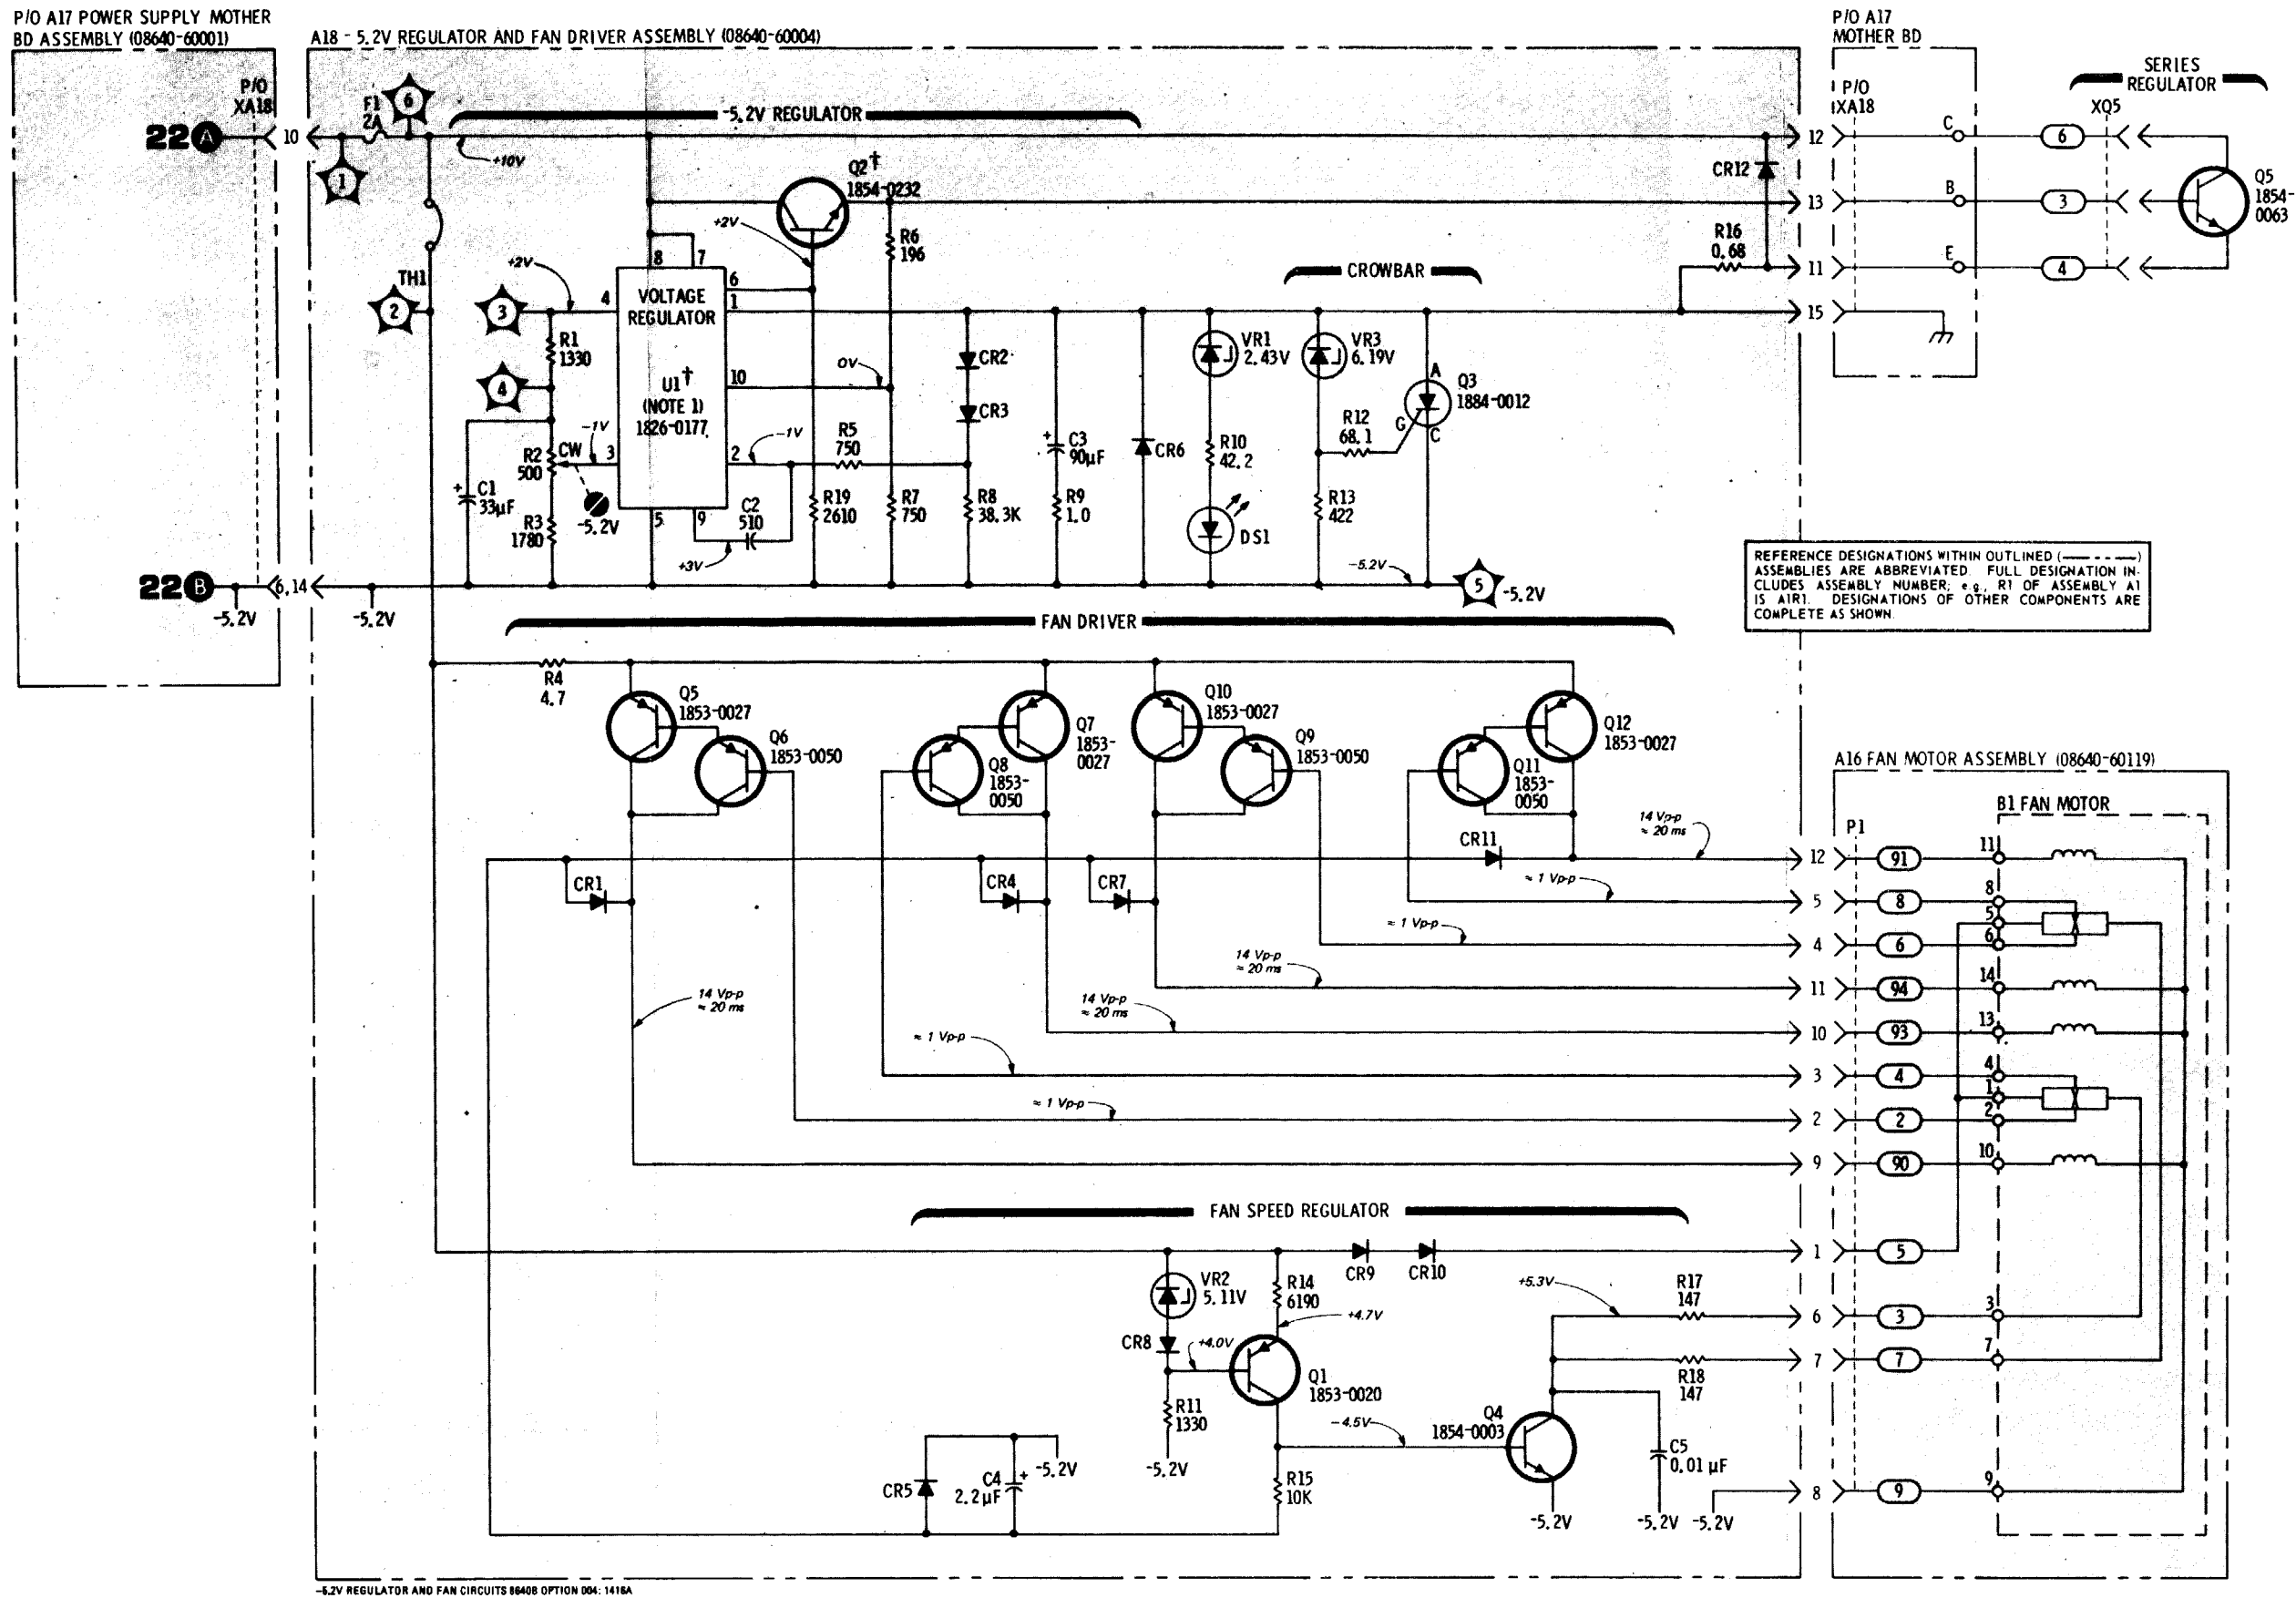 P/O A17 POWER SUPPLY MOTHER
BD ASSEMBLY (08640-60001)
A18 - 5.2V REGULATOR AND FAN DRIVER ASSEMBLY (08640-60004)
P/O A17
MOTHER BD
SERIES
REGULATOR
P/O
XA18
F1
2A
6
-5.2V REGULATOR
P/O
XA18
XQ5
22 A
10
1
+10V
Q2†
1854-0232
CR12
12
C
6
13
B
3
Q5
1854-
0063
+2V
R6
196
R16
0.68
11
E
4
TH1
2
+2V
3
4
8
7
6
1
VOLTAGE
REGULATOR
CROWBAR
15
R1
1330
4
U1†
(NOTE 1)
1826-0177
10
0V
CR2
VR1
2.43V
VR3
6.19V
A
Q3
1884-0012
G
C
CR3
R12
68.1
-1V
CW
3
R2
500
2
-1V
R5
750
C3
90µF
+
CR6
R10
42.2
+
C1
33µF
R3
1780
-5.2V
5
9
C2
510
+3V
R19
2610
R7
750
R8
38.3K
R9
1.0
DS1
R13
422
-5.2V
5
-5.2V
22 B
6,14
-5.2V
-5.2V
REFERENCE DESIGNATIONS WITHIN OUTLINED (—— - - —)
ASSEMBLIES ARE ABBREVIATED. FULL DESIGNATION IN-
CLUDES ASSEMBLY NUMBER; e.g., R1 OF ASSEMBLY A1
IS A1R1. DESIGNATIONS OF OTHER COMPONENTS ARE
COMPLETE AS SHOWN.
FAN DRIVER
R4
4.7
Q5
1853-0027
Q6
1853-0050
Q7
1853-
0027
Q8
1853-
0050
Q10
1853-0027
Q9
1853-0050
Q12
1853-0027
Q11
1853-
0050
A16 FAN MOTOR ASSEMBLY (08640-60119)
B1 FAN MOTOR
P1
CR11
14 Vp-p
≈ 20 ms
12
91
11
CR1
CR4
CR7
≈ 1 Vp-p
5
8
8
5
≈ 1 Vp-p
4
6
6
14 Vp-p
≈ 20 ms
11
94
14
14 Vp-p
≈ 20 ms
14 Vp-p
≈ 20 ms
10
93
13
≈ 1 Vp-p
3
4
4
1
≈ 1 Vp-p
2
2
2
9
90
10
FAN SPEED REGULATOR
CR9
CR10
1
5
VR2
5.11V
R14
6190
+5.3V
R17
147
6
3
3
+4.7V
CR8
+4.0V
Q1
1853-0020
R18
147
7
7
7
R11
1330
-5.2V
-4.5V
Q4
1854-0003
C5
0.01 µF
CR5
C4
2.2µF
+
-5.2V
R15
10K
-5.2V
-5.2V
-5.2V
8
9
9
-5.2V REGULATOR AND FAN CIRCUITS 8640B OPTION 004: 1416A